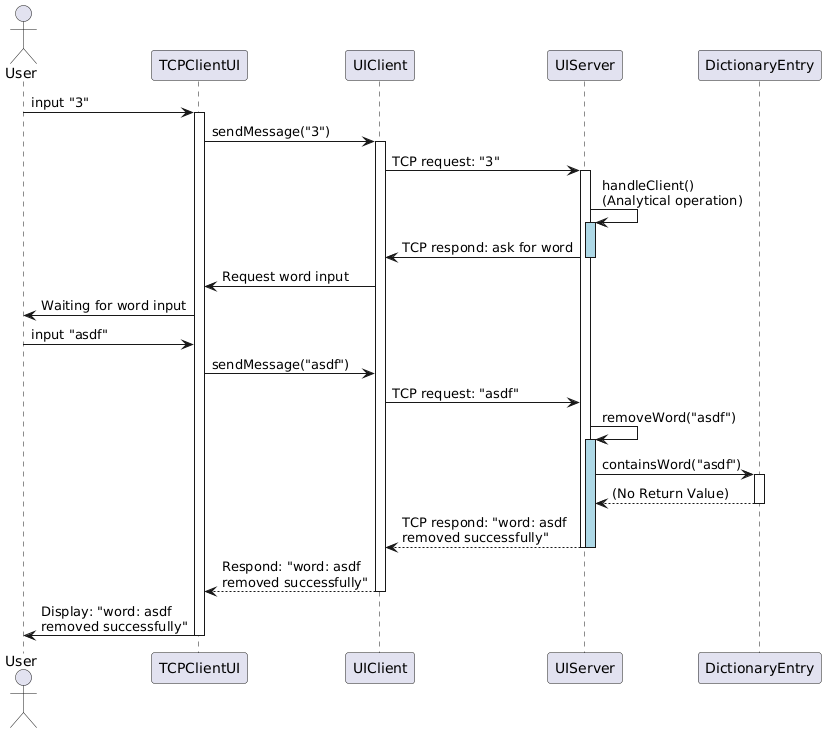 User
TCPClientUI
UIClient
UIServer
DictionaryEntry
input "3"
sendMessage("3")
TCP request: "3"
handleClient()
(Analytical operation)
TCP respond: ask for word
Request word input
Waiting for word input
input "asdf"
sendMessage("asdf")
TCP request: "asdf"
removeWord("asdf")
containsWord("asdf")
(No Return Value)
TCP respond: "word: asdf
removed successfully"
Respond: "word: asdf
removed successfully"
Display: "word: asdf
removed successfully"
User
TCPClientUI
UIClient
UIServer
DictionaryEntry